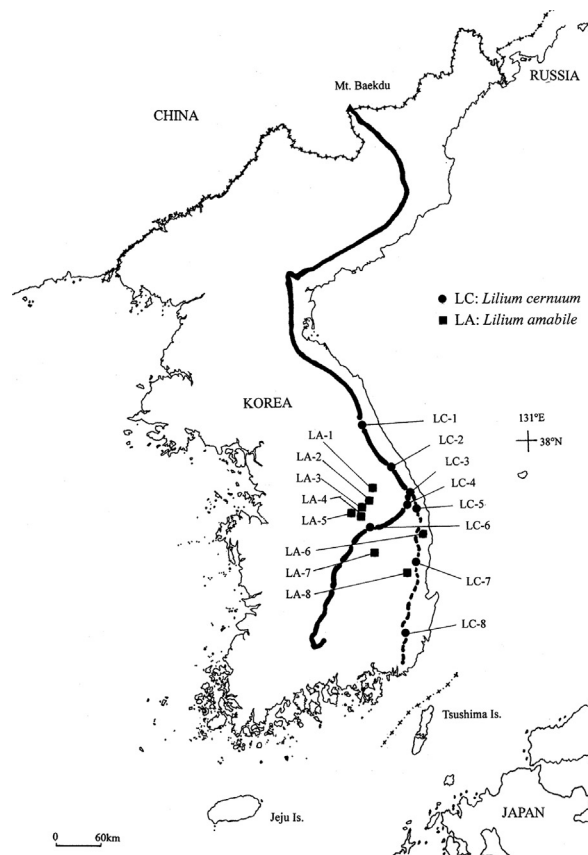 Mt. Baekdu
RUSSIA
CHINA
LC: Lilium cernuum
LA: Lilium amabile
KOREA
LC-1
131°E
38°N
LA-1
LC-2
LA-2
LC-3
LA-3
LC-4
LA-4
LC-5
LA-5
LC-6
LA-6
LC-7
LA-7
LA-8
LC-8
Tsushima Is.
Jeju Is.
JAPAN
0 60km